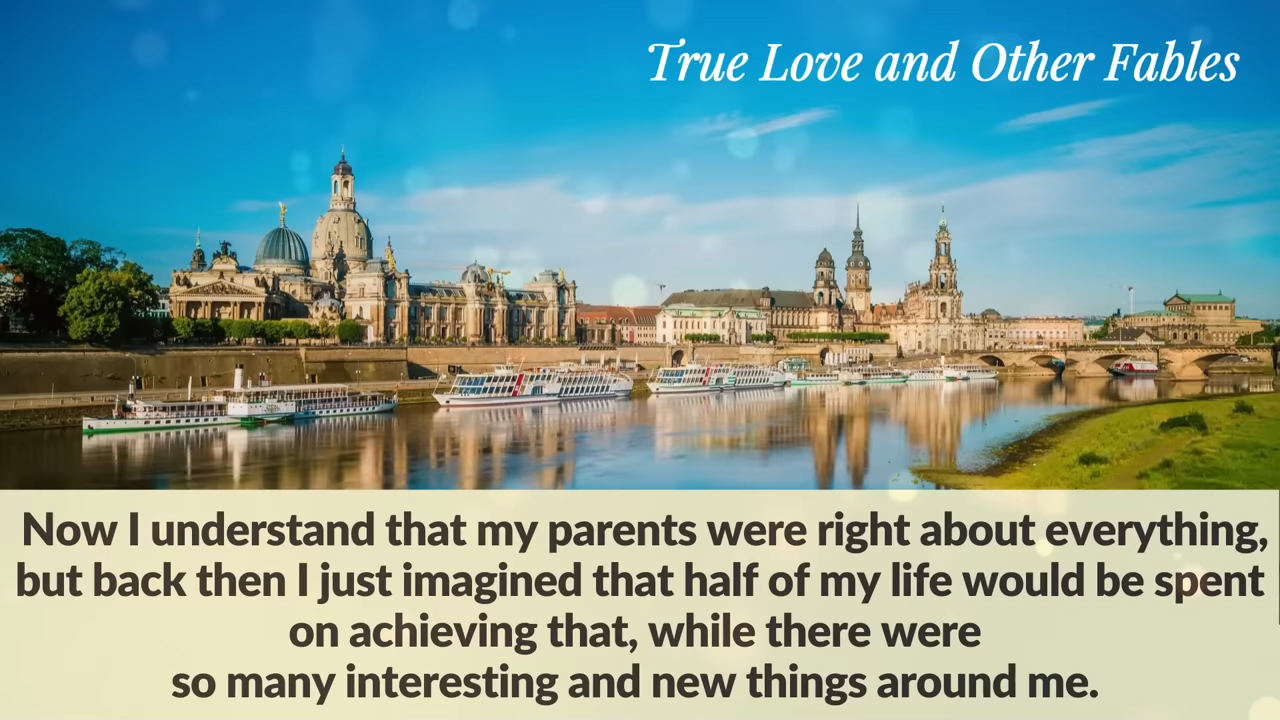 True Love and Other Fables
Now I understand that my parents were right about everything,
but back then I just imagined that half of my life would be spent
on achieving that, while there were
so many interesting and new things around me.